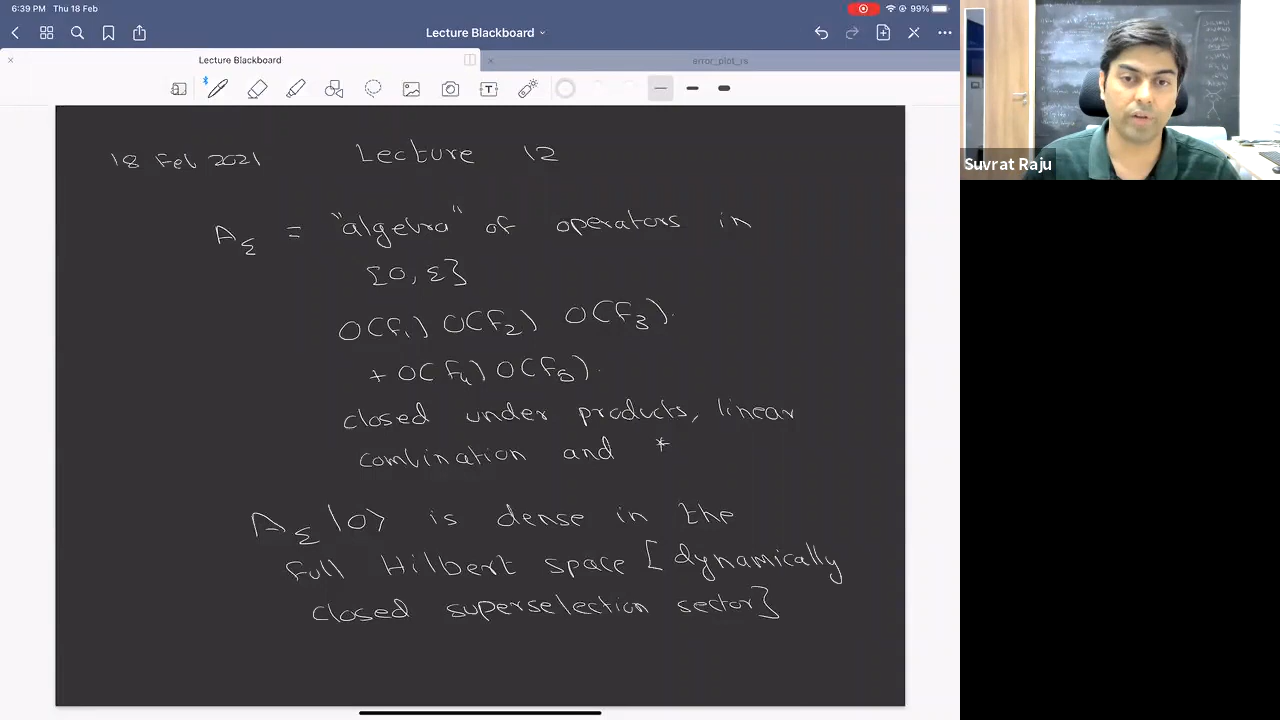 6:39 PM Thu 18 Feb
99%
Lecture Blackboard
Lecture Blackboard
error_plot_rs
18 Feb 2021 Lecture 12
A_Σ = "algebra" of operators in
[0, Σ]
O(f₁) O(f₂) O(f₃).
+ O(f₄) O(f₅).
closed under products, linear
combination and *
A_Σ |0⟩ is dense in the
full Hilbert space [dynamically
closed superselection sector]
Suvrat Raju